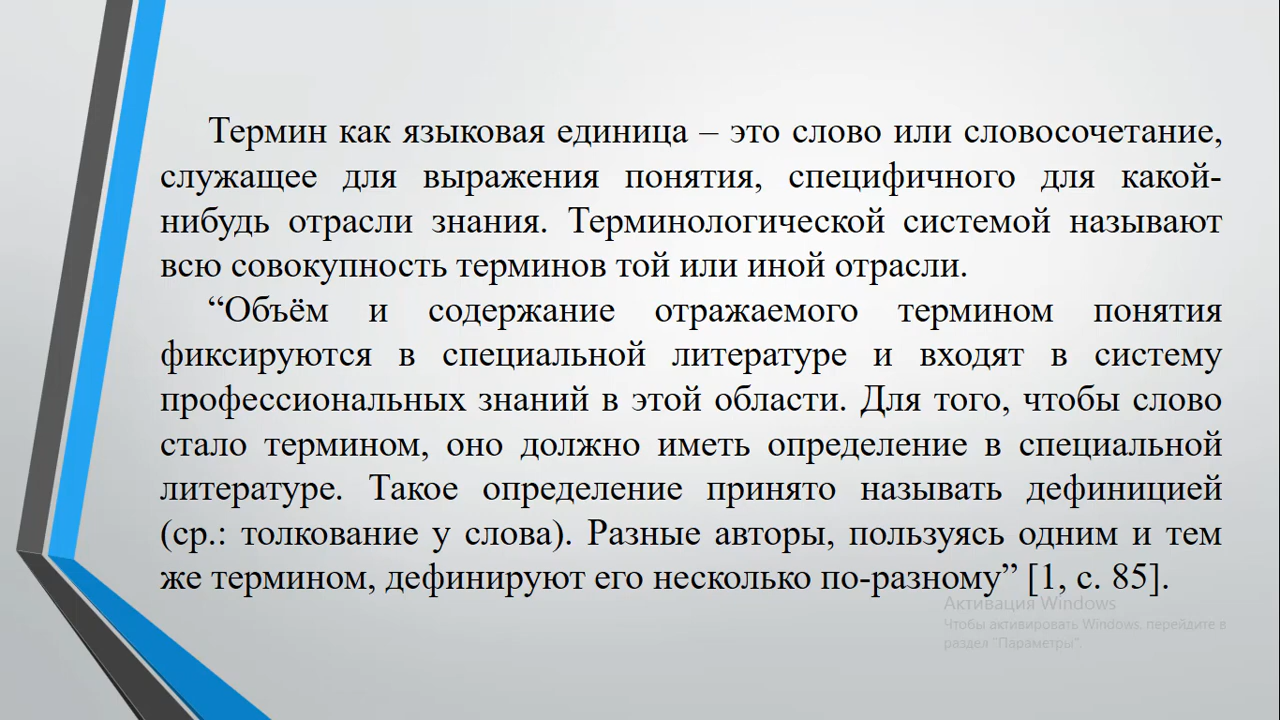 Термин как языковая единица – это слово или словосочетание,
служащее для выражения понятия, специфичного для какой-
нибудь отрасли знания. Терминологической системой называют
всю совокупность терминов той или иной отрасли.
“Объём и содержание отражаемого термином понятия
фиксируются в специальной литературе и входят в систему
профессиональных знаний в этой области. Для того, чтобы слово
стало термином, оно должно иметь определение в специальной
литературе. Такое определение принято называть дефиницией
(ср.: толкование у слова). Разные авторы, пользуясь одним и тем
же термином, дефинируют его несколько по-разному” [1, с. 85].
Активация Windows
Чтобы активировать Windows, перейдите в
раздел "Параметры".